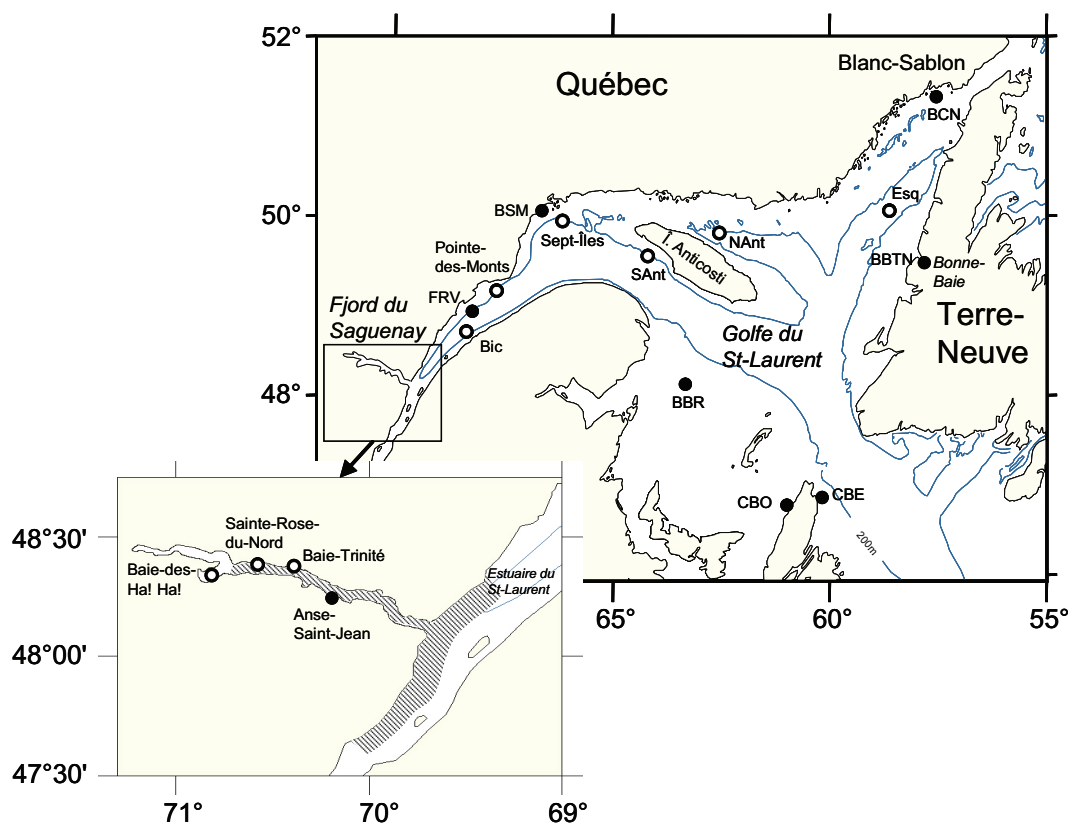 52°
Blanc-Sablon
Québec
BCN
Esq
50°
BSM
Sept-Îles
NAnt
Î. Anticosti
Pointe-
des-Monts
SAnt
BBTN
Bonne-
Baie
FRV
Fjord du
Saguenay
Terre-
Neuve
Golfe du
St-Laurent
Bic
48°
BBR
CBO
CBE
200m
Sainte-Rose-
du-Nord
48°30'
Baie-Trinité
Baie-des-
Ha! Ha!
Estuaire du
St-Laurent
Anse-
Saint-Jean
65°
60°
55°
48°00'
47°30'
71°
70°
69°